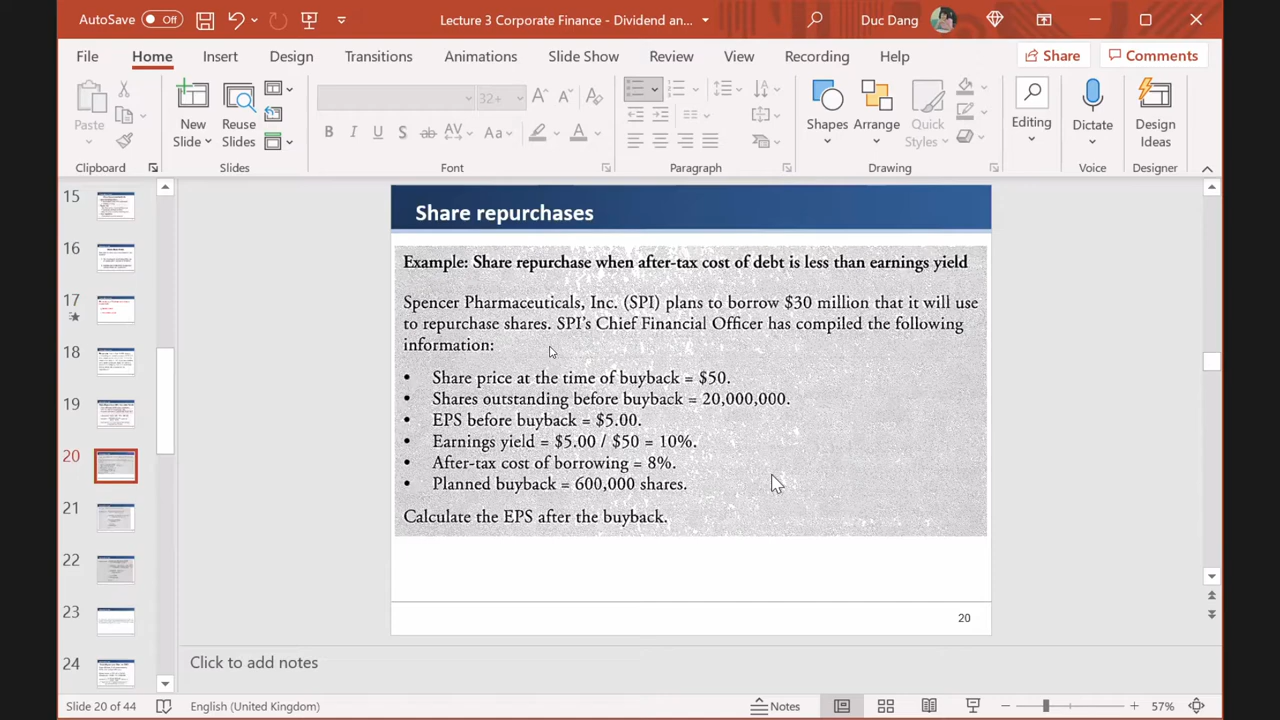 AutoSave Off
Lecture 3 Corporate Finance - Dividend an...
Duc Dang
File Home Insert Design Transitions Animations Slide Show Review View Recording Help
Share Comments
Paste
New Slide
Reuse Slides
32+
B I U S ab AV Aa A
Shapes
Arrange
Quick Styles
Editing
Dictate
Design Ideas
Clipboard Slides Font Paragraph Drawing Voice Designer
15
16
17
18
19
20
21
22
23
24
Share repurchases
Example: Share repurchase when after-tax cost of debt is less than earnings yield
Spencer Pharmaceuticals, Inc. (SPI) plans to borrow $30 million that it will use
to repurchase shares. SPI's Chief Financial Officer has compiled the following
information:
• Share price at the time of buyback = $50.
• Shares outstanding before buyback = 20,000,000.
• EPS before buyback = $5.00.
• Earnings yield = $5.00 / $50 = 10%.
• After-tax cost of borrowing = 8%.
• Planned buyback = 600,000 shares.
Calculate the EPS after the buyback.
20
Click to add notes
Slide 20 of 44
English (United Kingdom)
Notes
57%